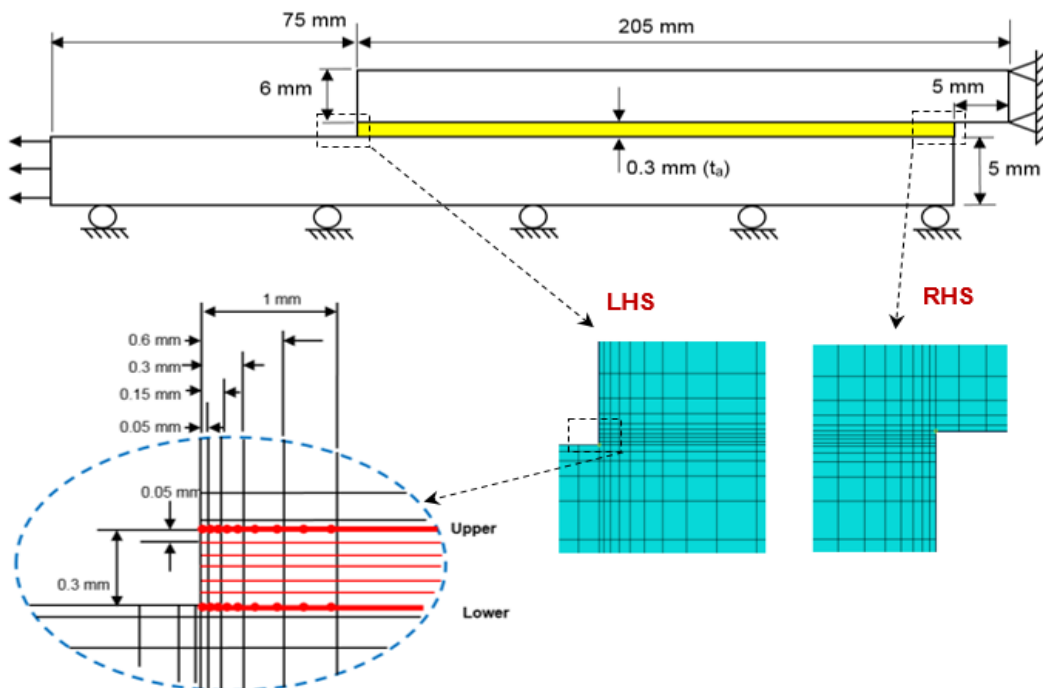 75 mm
205 mm
6 mm
5 mm
0.3 mm (tₐ)
5 mm
LHS
RHS
1 mm
0.6 mm
0.3 mm
0.15 mm
0.05 mm
0.05 mm
Upper
0.3 mm
Lower